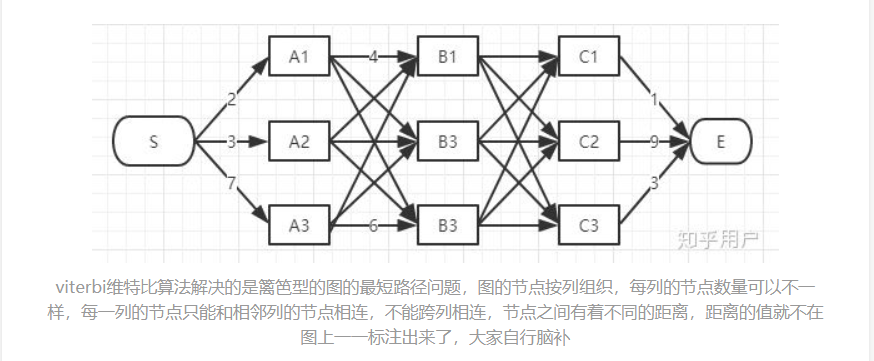 A1 4 B1 C1
2 1
S 3 A2 B3 C2 9 E
7 3
A3 6 B3 C3
知乎用户
viterbi维特比算法解决的是篱笆型的图的最短路径问题，图的节点按列组织，每列的节点数量可以不一
样，每一列的节点只能和相邻列的节点相连，不能跨列相连，节点之间有着不同的距离，距离的值就不在
图上一一标注出来了，大家自行脑补